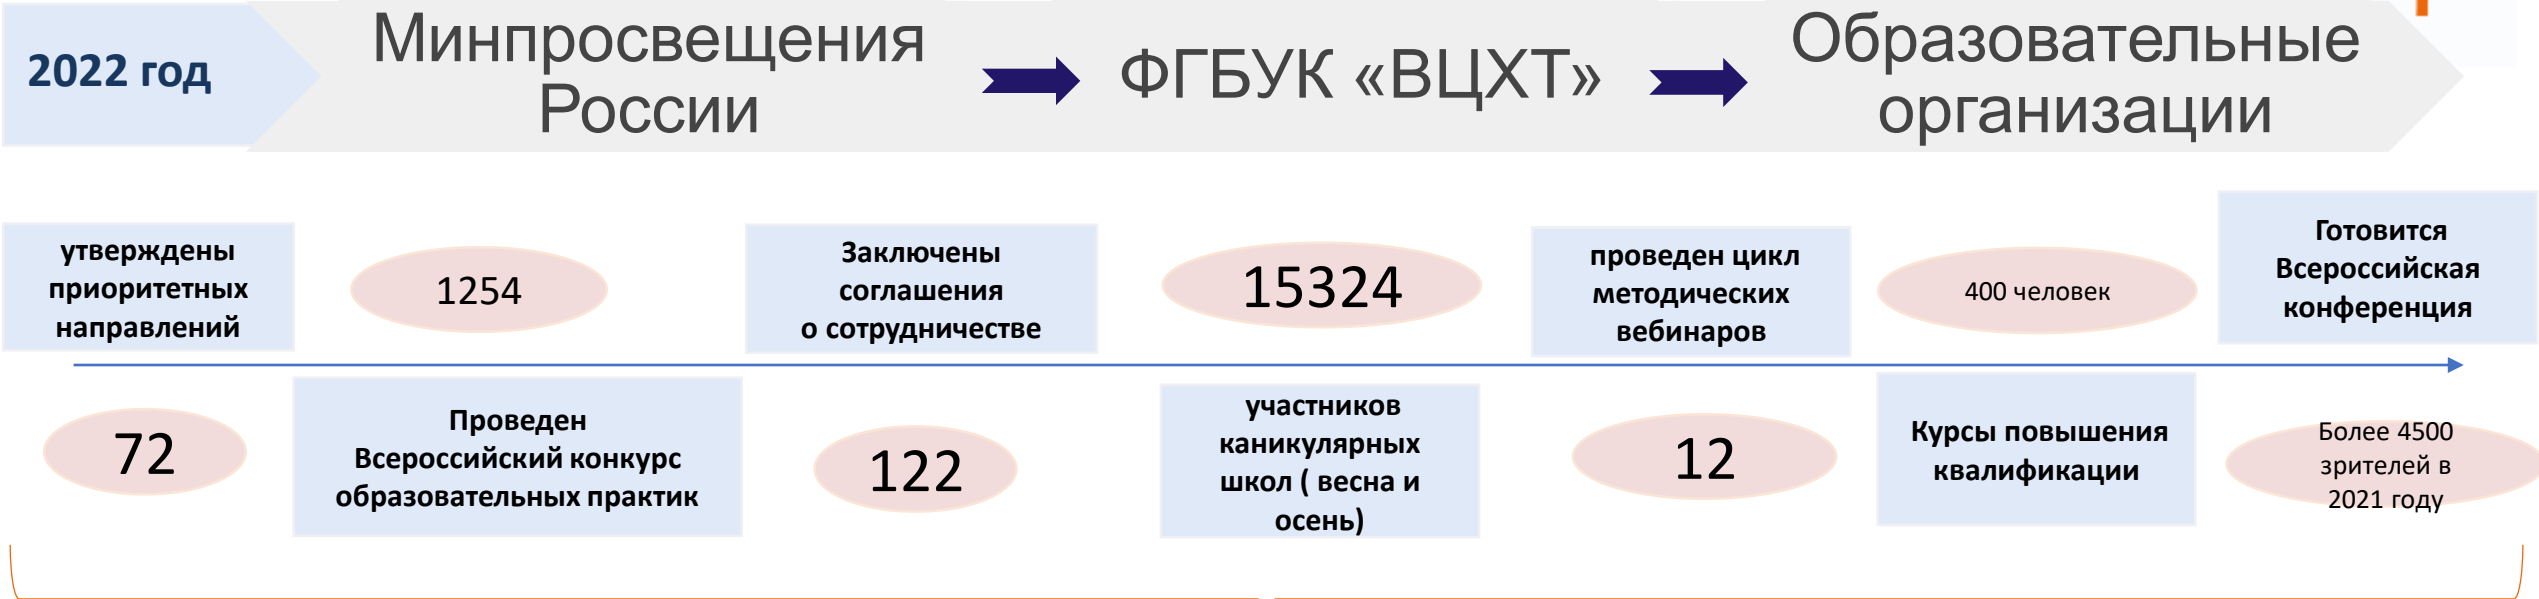 2022 год
Минпросвещения
России
ФГБУК «ВЦХТ»
Образовательные
организации
утверждены
приоритетных
направлений
1254
Заключены
соглашения
о сотрудничестве
15324
проведен цикл
методических
вебинаров
400 человек
Готовится
Всероссийская
конференция
72
Проведен
Всероссийский конкурс
образовательных практик
122
участников
каникулярных
школ ( весна и
осень)
12
Курсы повышения
квалификации
Более 4500
зрителей в
2021 году